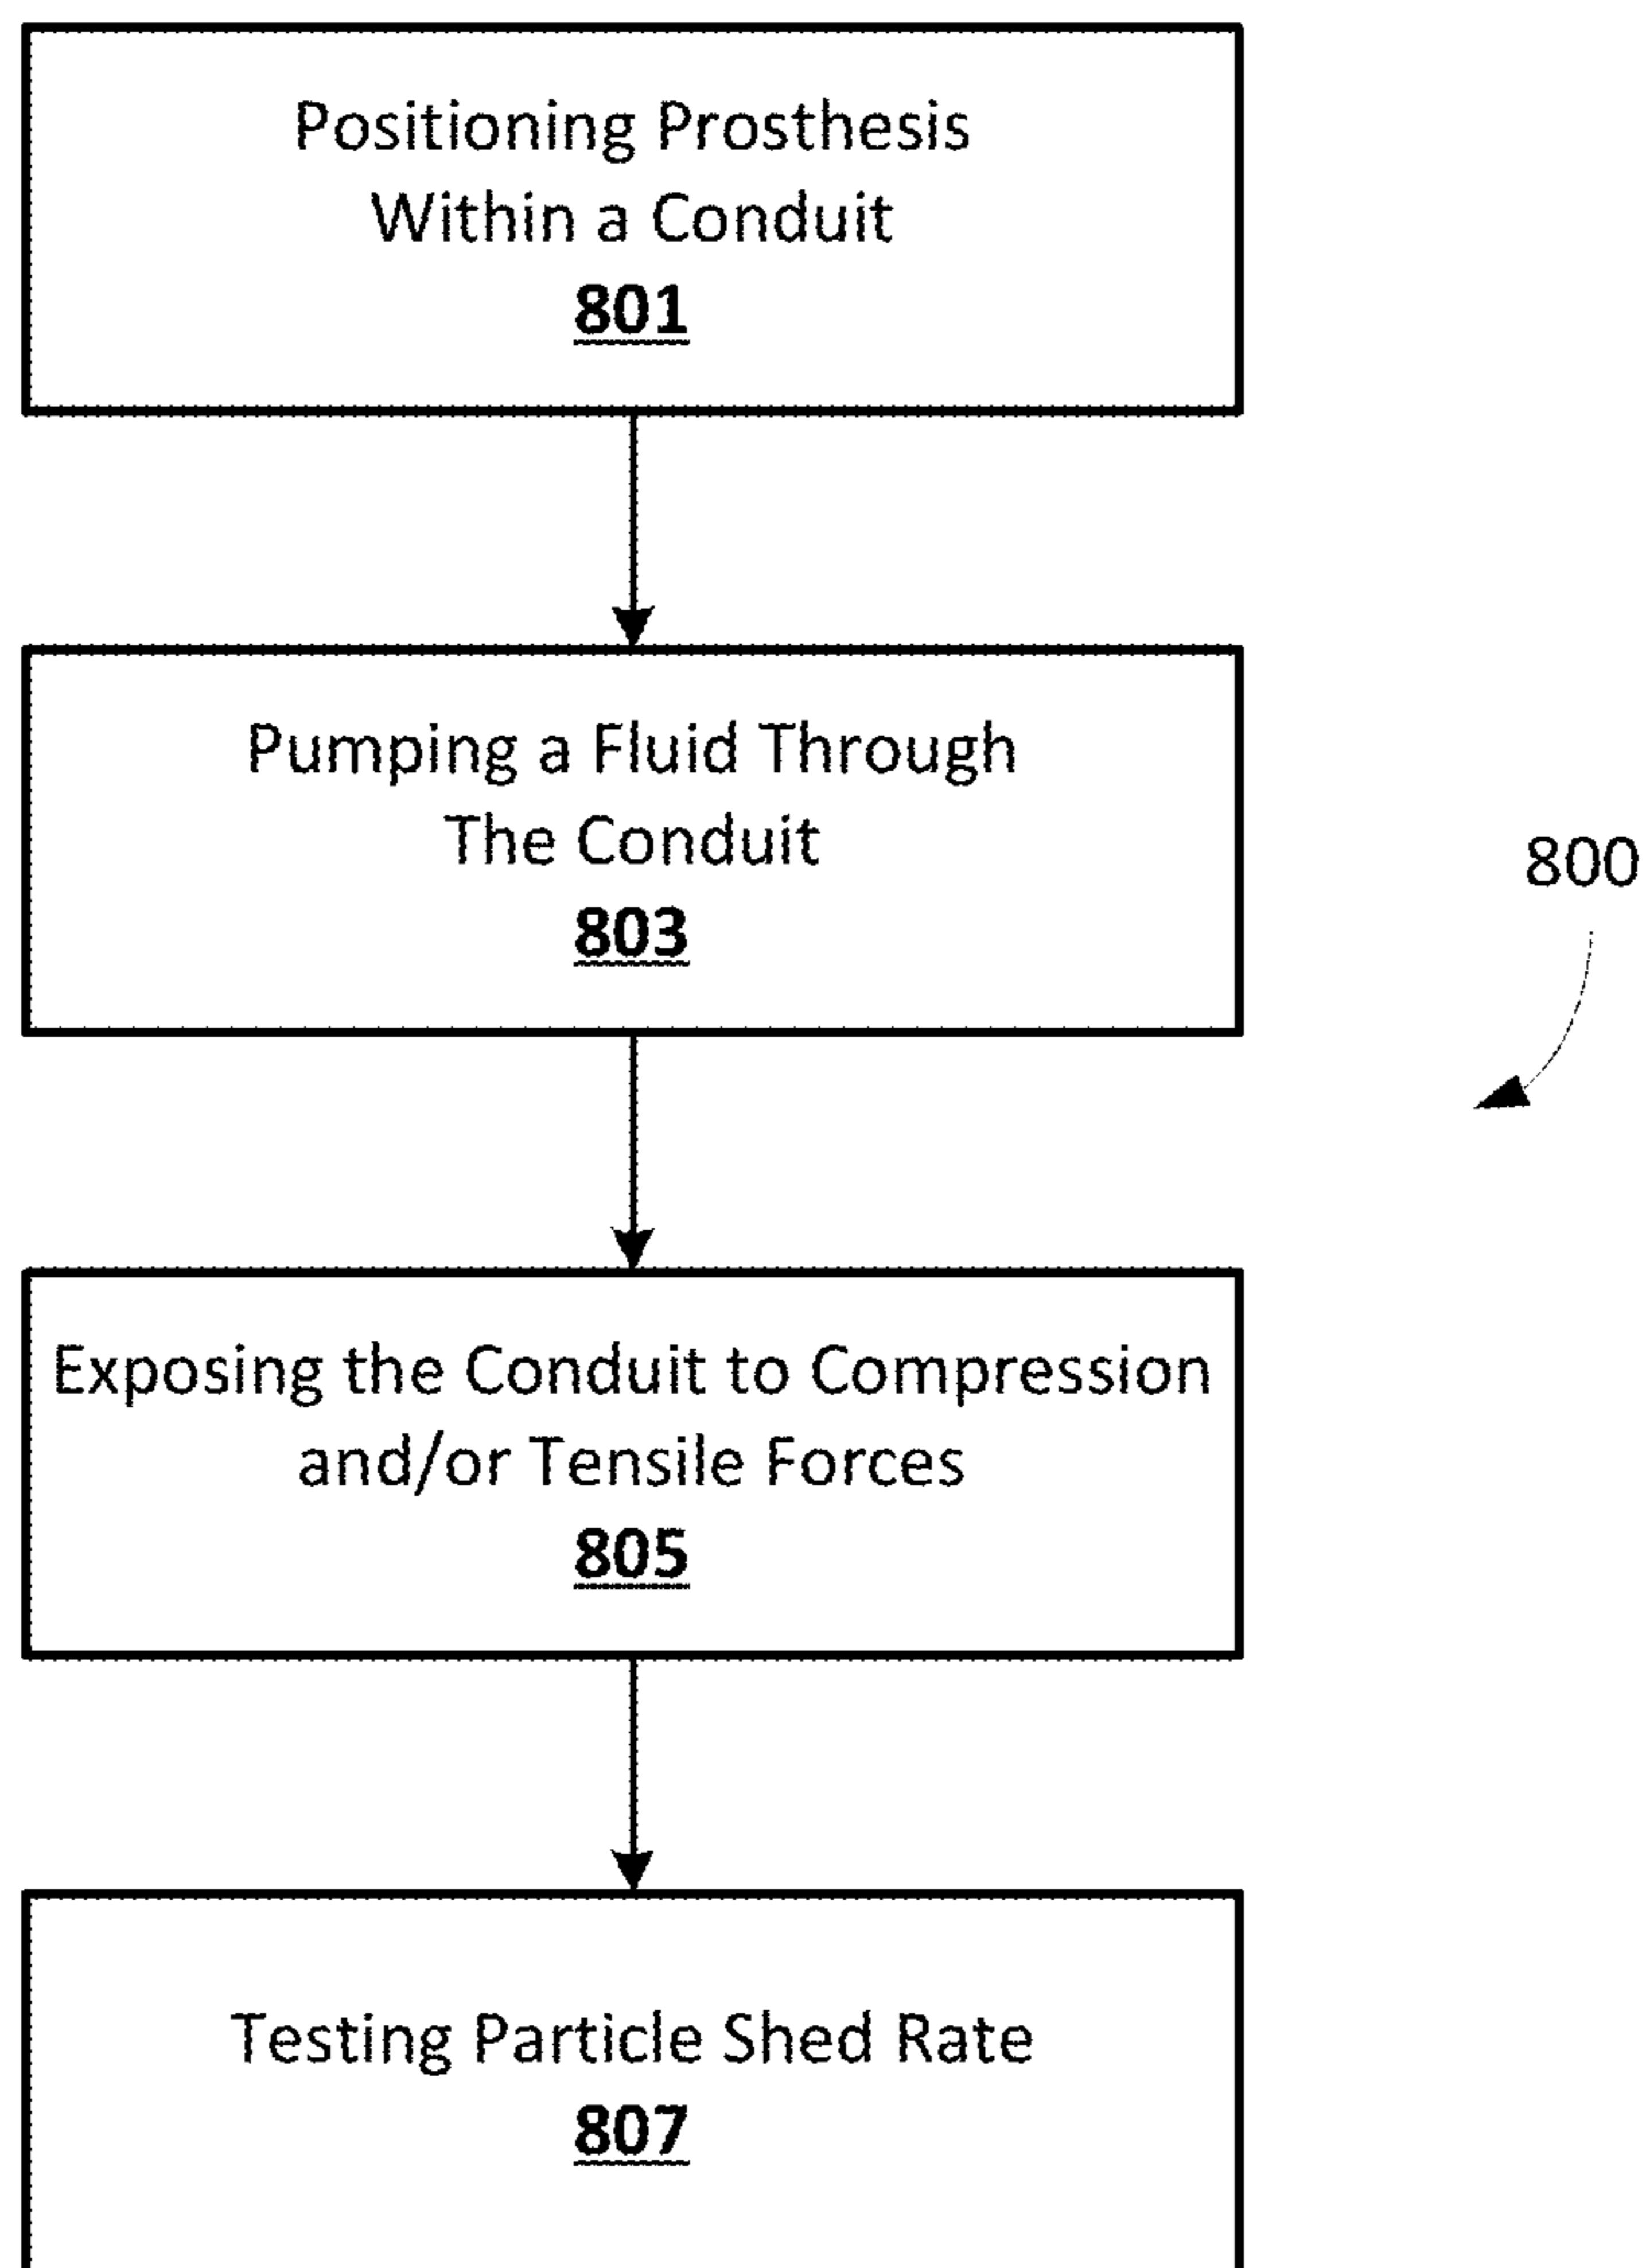 Positioning Prosthesis
Within a Conduit
801
Pumping a Fluid Through
The Conduit
803
800
Exposing the Conduit to Compression
and/or Tensile Forces
805
Testing Particle Shed Rate
807